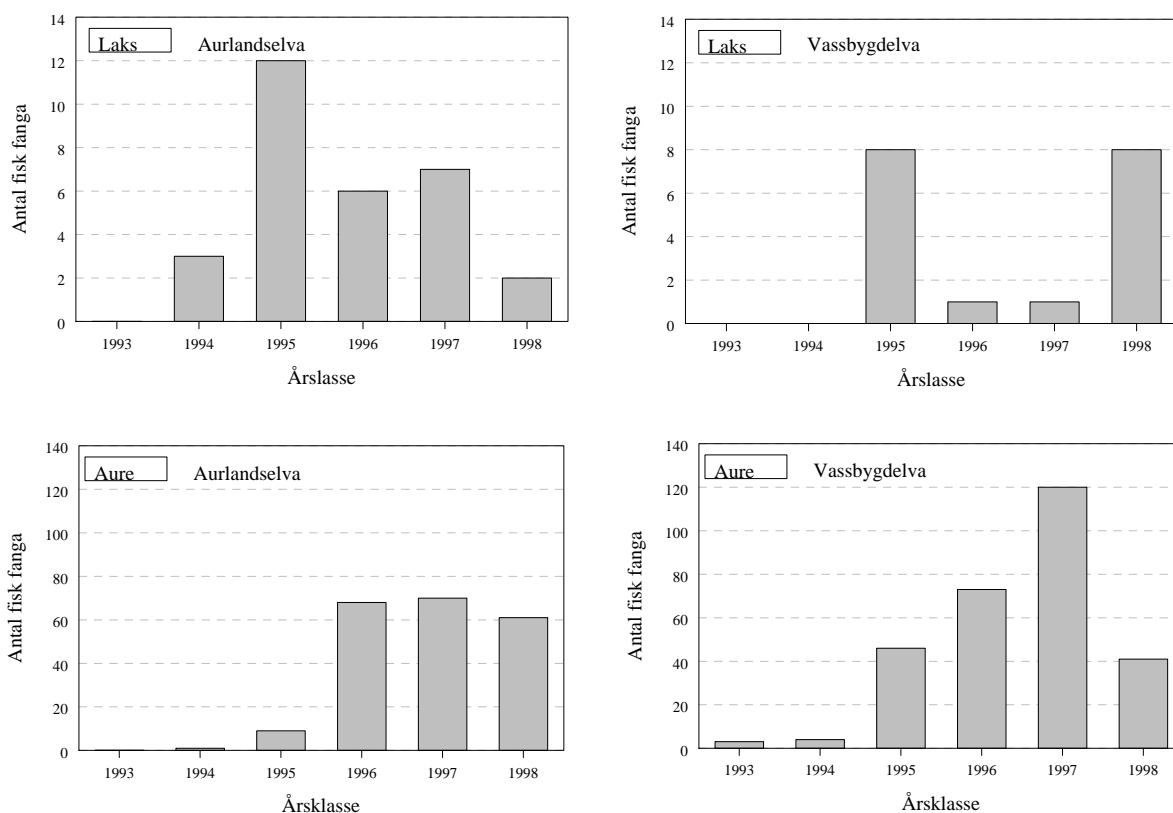 Laks Aurlandselva
Antal fisk fanga
14
12
10
8
6
4
2
0
1993 1994 1995 1996 1997 1998
Årslasse
Laks Vassbygdelva
Antal fisk fanga
14
12
10
8
6
4
2
0
1993 1994 1995 1996 1997 1998
Årslasse
Aure Aurlandselva
Antal fisk fanga
140
120
100
80
60
40
20
0
1993 1994 1995 1996 1997 1998
Årsklasse
Aure Vassbygdelva
Antal fisk fanga
140
120
100
80
60
40
20
0
1993 1994 1995 1996 1997 1998
Årsklasse